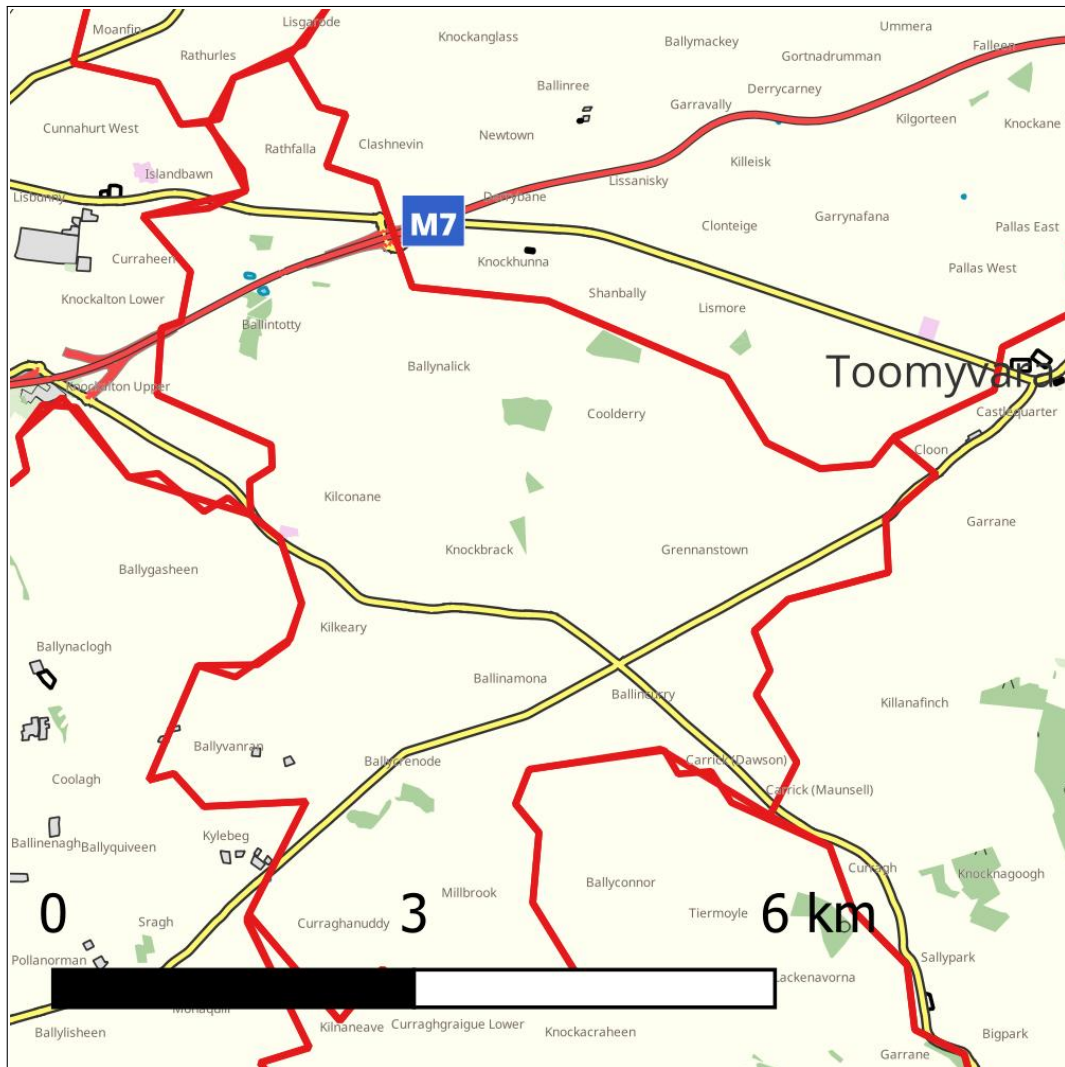 Lisgarode
Moanfin
Ummera
Knockanglass
Ballymackey
Falleen
Rathurles
Gortnadrumman
Ballinree
Derrycarney
Garravally
Kilgorteen
Knockane
Cunnahurt West
Newtown
Clashnevin
Rathfalla
Killeisk
Islandbawn
Lissanisky
Lisbunny
Derrybane
M7
Garrynafana
Clonteige
Pallas East
Curraheen
Knockhunna
Pallas West
Shanbally
Knockalton Lower
Lismore
Ballintotty
Ballynalick
Toomyvara
Knockalton Upper
Coolderry
Castlequarter
Cloon
Kilconane
Garrane
Knockbrack
Grennanstown
Ballygasheen
Kilkeary
Ballynaclogh
Ballinamona
Ballincurry
Killanafinch
Ballyvanran
Ballycrenode
Carrick (Dawson)
Coolagh
Carrick (Maunsell)
Kylebeg
Ballinenagh
Ballyquiveen
Curragh
Knocknagoogh
Ballyconnor
Millbrook
0 3 6 km
Tiermoyle
Sragh
Curraghanuddy
Pollanorman
Sallypark
Lackenavorna
Monaquill
Kilnaneave
Curraghgraigue Lower
Ballylisheen
Knockacraheen
Bigpark
Garrane